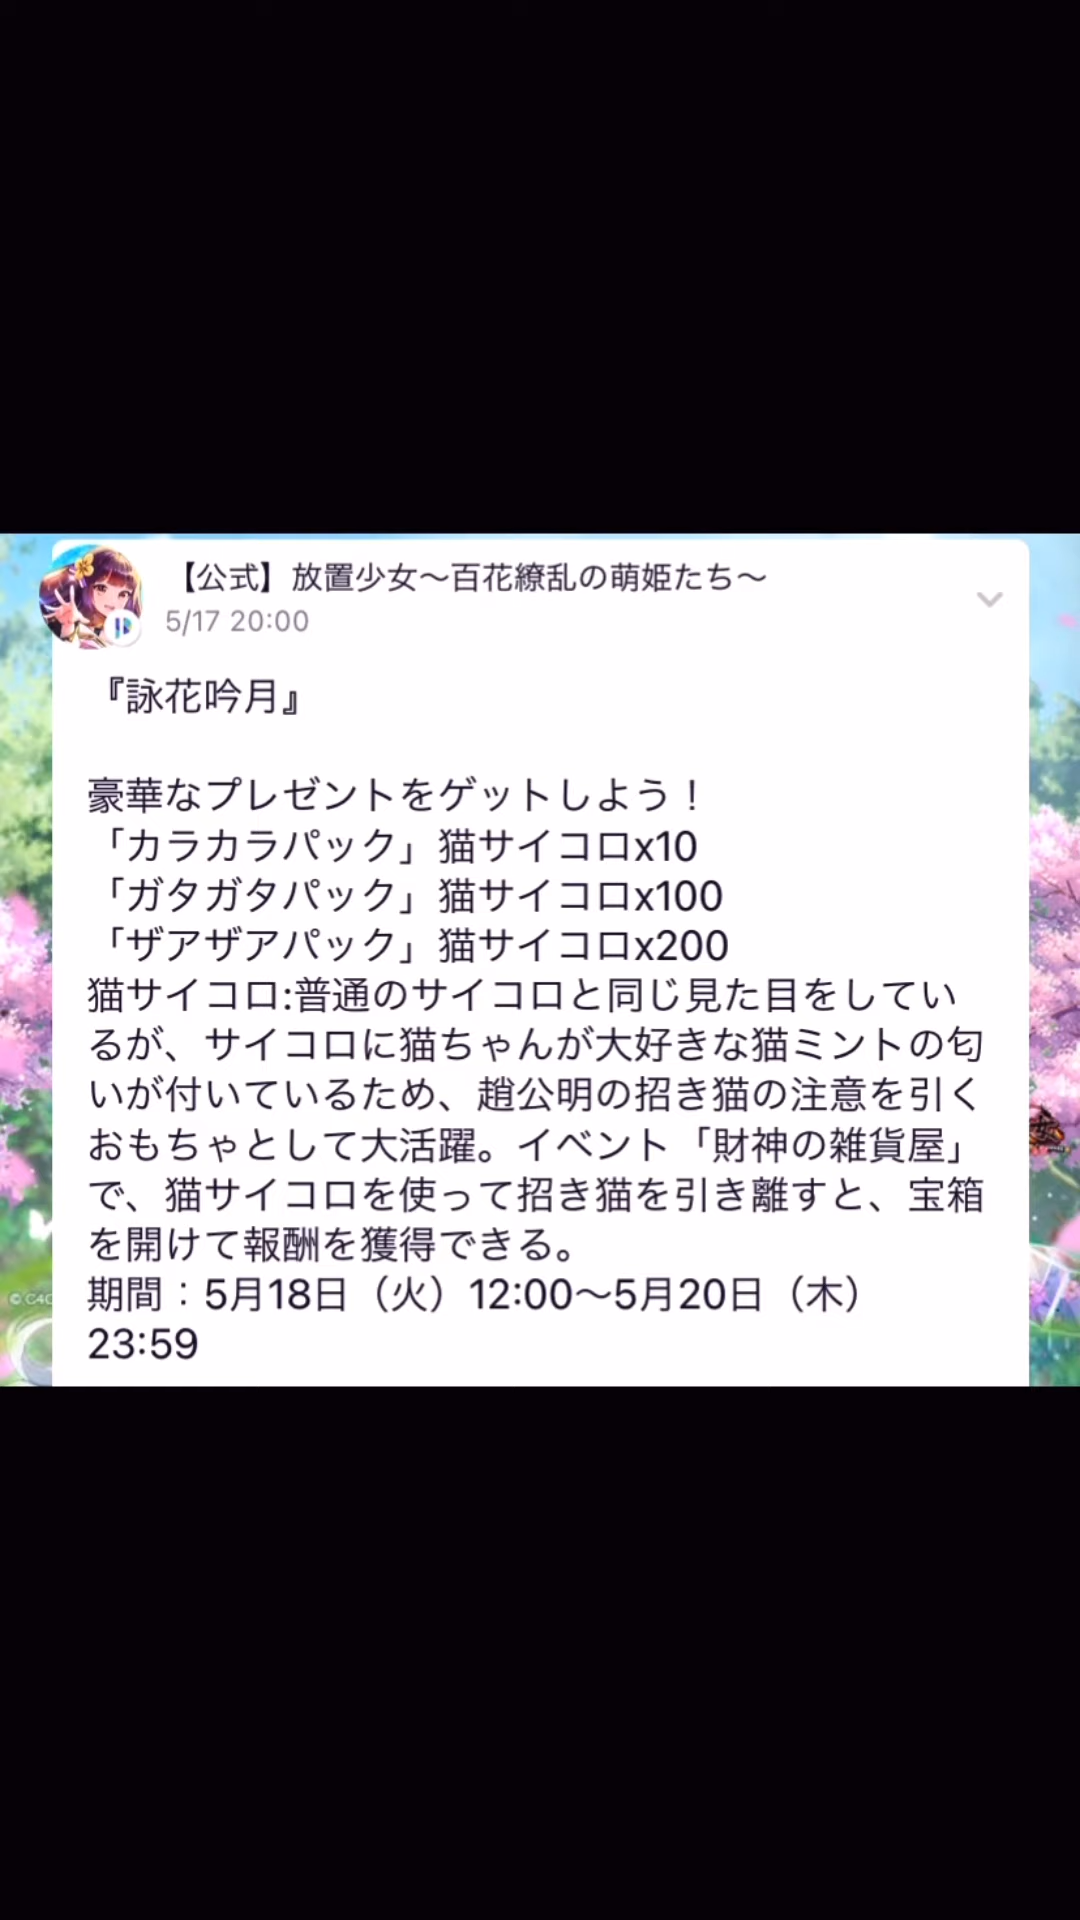 【公式】放置少女〜百花繚乱の萌姫たち〜
5/17 20:00
『詠花吟月』
豪華なプレゼントをゲットしよう！
「カラカラパック」猫サイコロx10
「ガタガタパック」猫サイコロx100
「ザアザアパック」猫サイコロx200
猫サイコロ:普通のサイコロと同じ見た目をしてい
るが、サイコロに猫ちゃんが大好きな猫ミントの匂
いが付いているため、趙公明の招き猫の注意を引く
おもちゃとして大活躍。イベント「財神の雑貨屋」
で、猫サイコロを使って招き猫を引き離すと、宝箱
を開けて報酬を獲得できる。
期間：5月18日（火）12:00〜5月20日（木）
23:59
© C4C